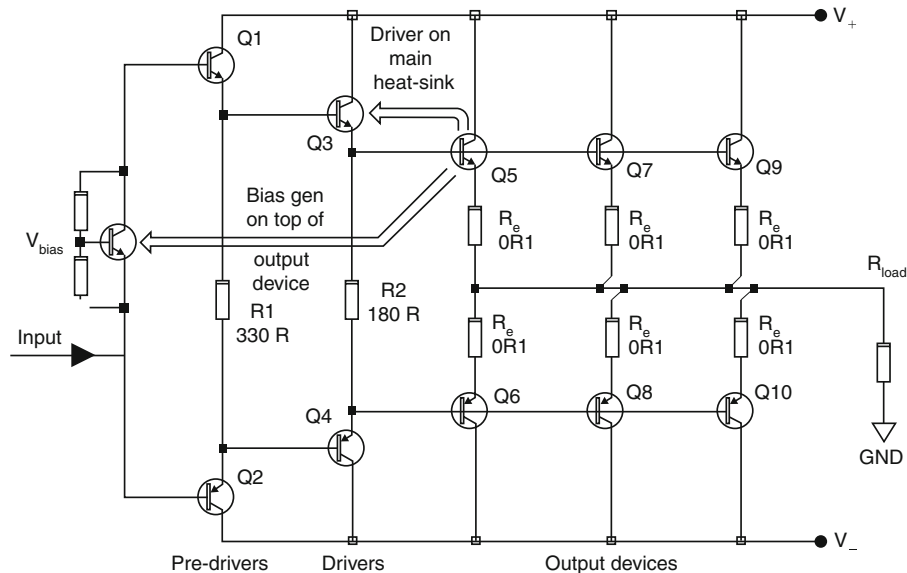 Q1
Driver on
main
heat-sink
V+
Q3
Q5
Q7
Q9
Bias gen
on top of
output
device
Vbias
Re
0R1
Re
0R1
Re
0R1
Rload
R1
330 R
R2
180 R
Input
Re
0R1
Re
0R1
Re
0R1
Q4
Q6
Q8
Q10
Q2
GND
V–
Pre-drivers
Drivers
Output devices